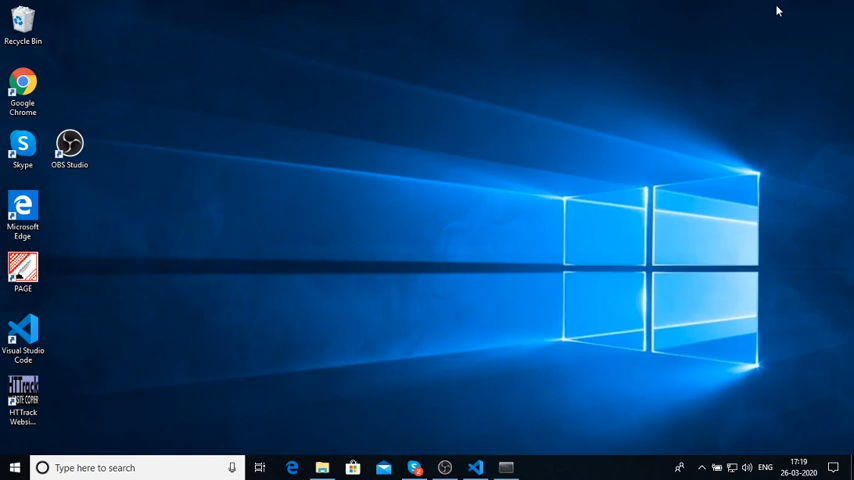 Recycle Bin
Google
Chrome
Skype
OBS Studio
Microsoft
Edge
PAGE
Visual Studio
Code
HTTrack
Websi...
Type here to search
2
ENG
17:19
26-03-2020